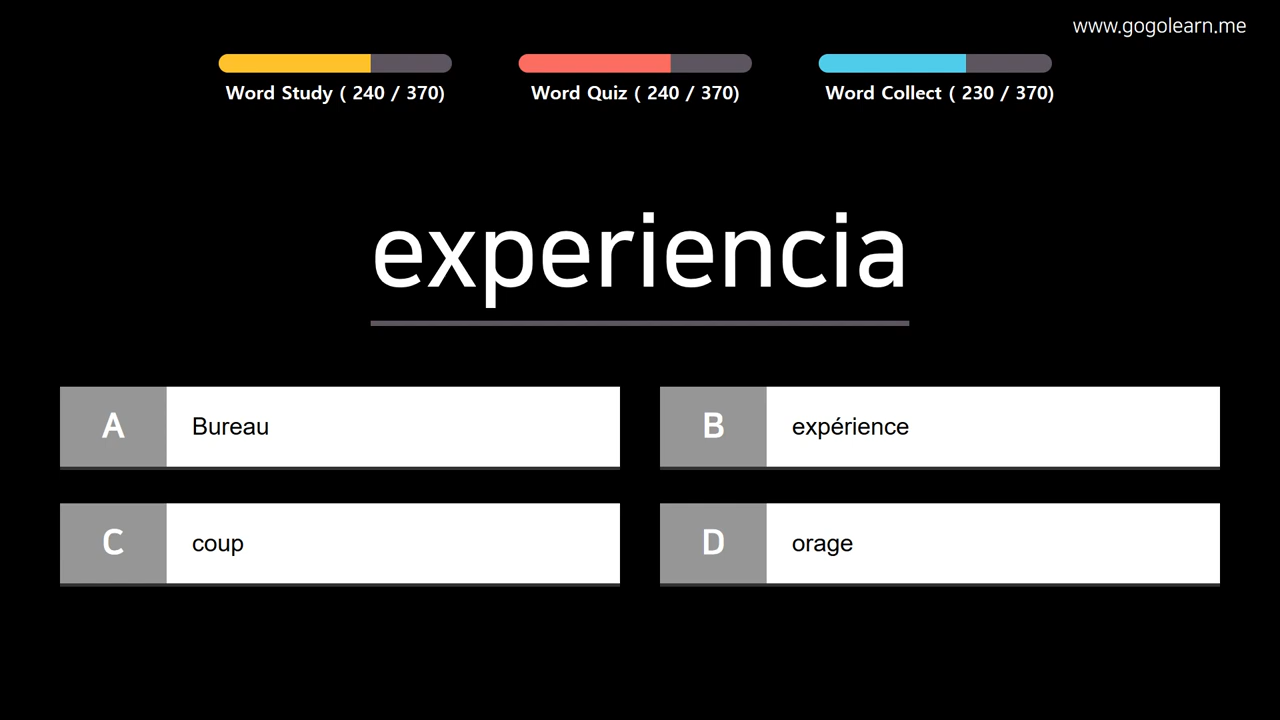 www.gogolearn.me
Word Study ( 240 / 370)
Word Quiz ( 240 / 370)
Word Collect ( 230 / 370)
experiencia
A Bureau
B expérience
C coup
D orage